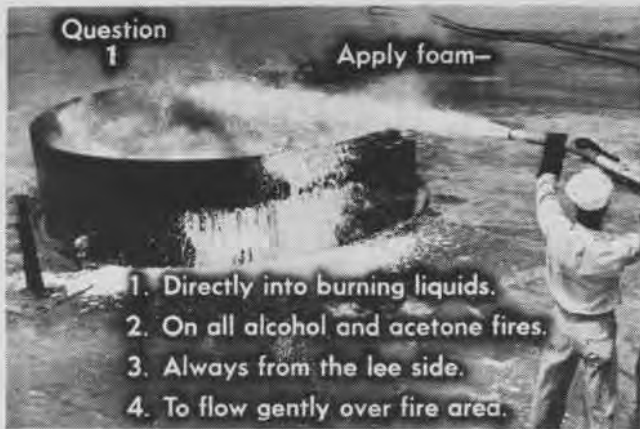 Question
1
Apply foam–
1. Directly into burning liquids.
2. On all alcohol and acetone fires.
3. Always from the lee side.
4. To flow gently over fire area.